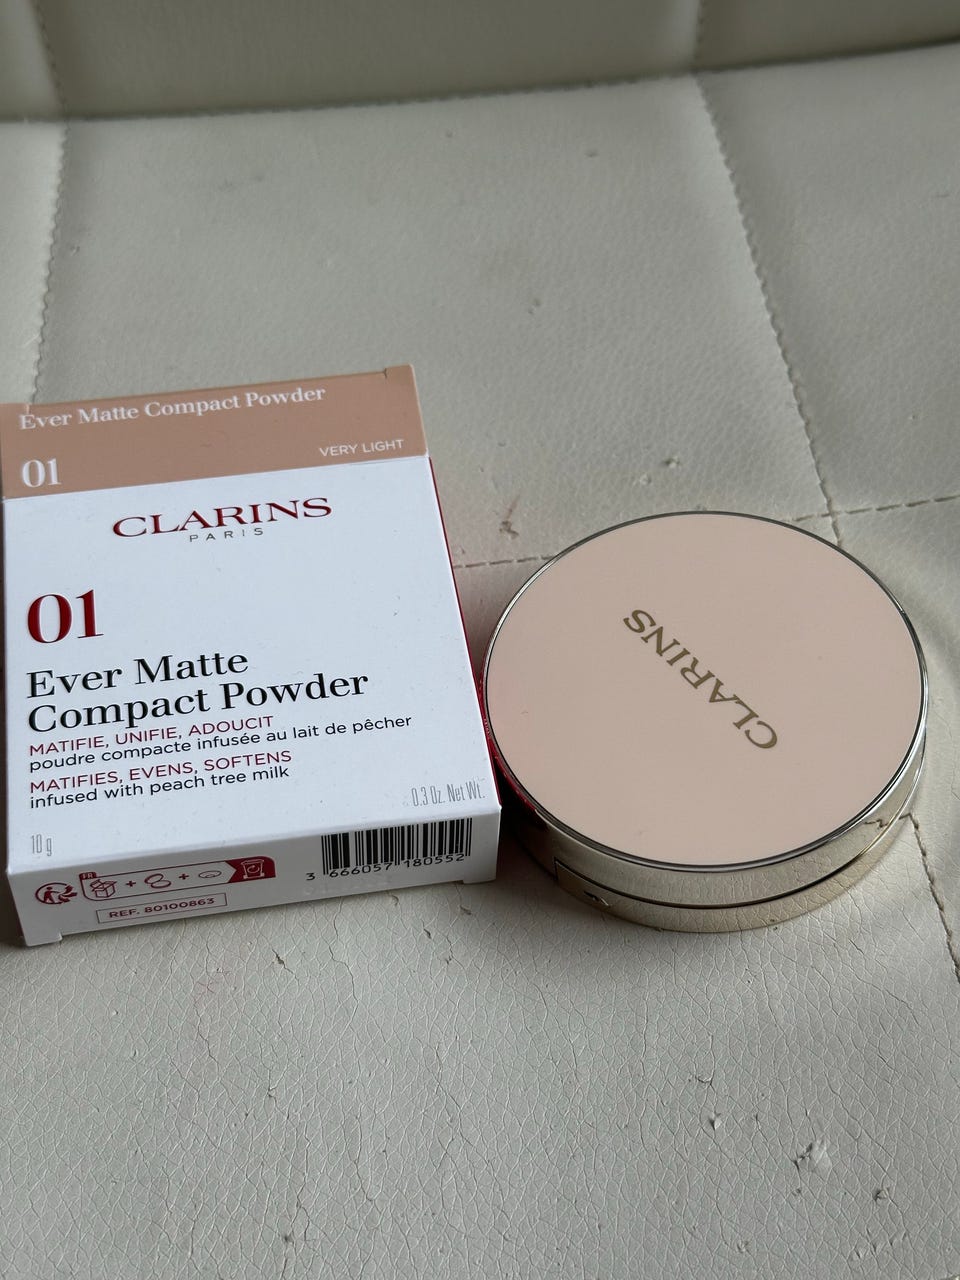 Ever Matte Compact Powder
01
VERY LIGHT
CLARINS
PARIS
01
Ever Matte
Compact Powder
MATIFIE, UNIFIE, ADOUCIT
poudre compacte infusée au lait de pêcher
MATIFIES, EVENS, SOFTENS
infused with peach tree milk
10 g
0.3 Oz. Net Wt.
FR
REF. 80100863
3 666057 180552
CLARINS